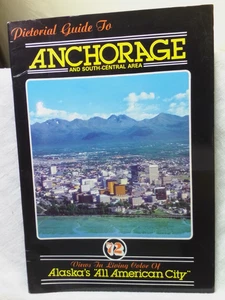 Pictorial Guide To
ANCHORAGE
AND SOUTH-CENTRAL AREA
72
Views In Living Color Of
Alaska's "All American City"